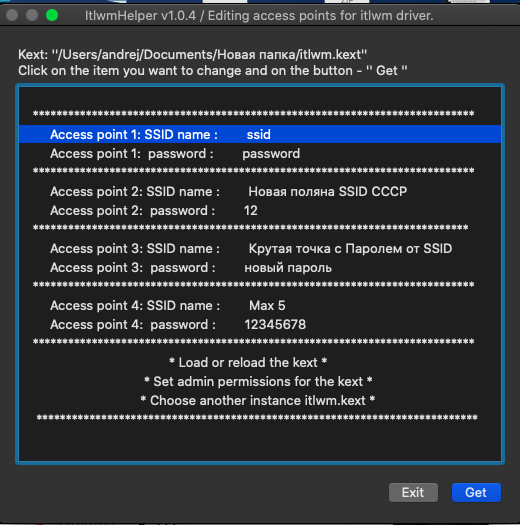 ItlwmHelper v1.0.4 / Editing access points for itlwm driver.
Kext: "/Users/andrej/Documents/Новая папка/itlwm.kext"
Click on the item you want to change and on the button - " Get "
**************************************************************************
Access point 1: SSID name : ssid
Access point 1: password : password
**************************************************************************
Access point 2: SSID name : Новая поляна SSID СССР
Access point 2: password : 12
*************************************************************************
Access point 3: SSID name : Крутая точка с Паролем от SSID
Access point 3: password : новый пароль
**************************************************************************
Access point 4: SSID name : Max 5
Access point 4: password : 12345678
**************************************************************************
* Load or reload the kext *
* Set admin permissions for the kext *
* Choose another instance itlwm.kext *
**************************************************************************
Exit Get